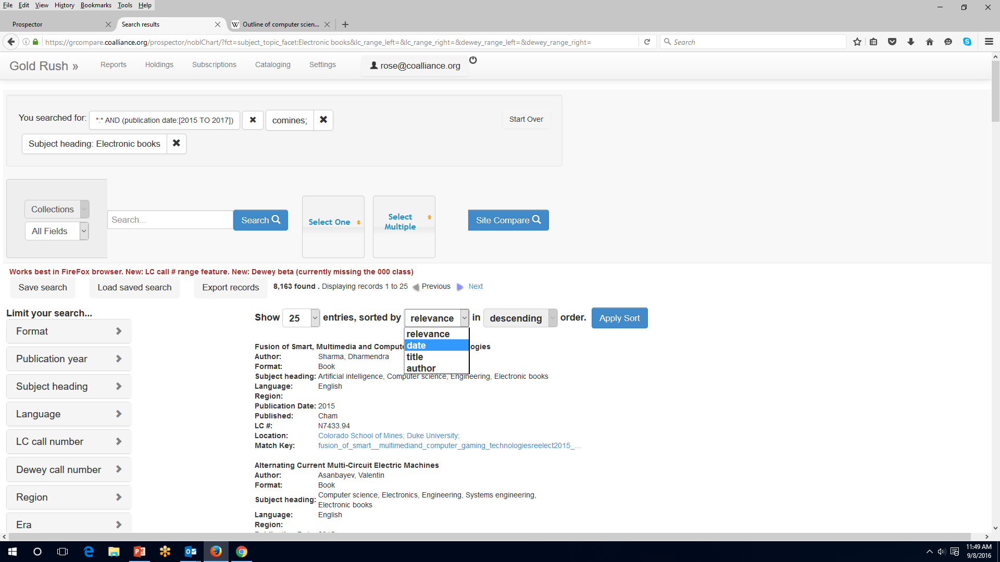 File Edit View History Bookmarks Tools Help
Prospector
Search results
W Outline of computer scien...
https://grcompare.coalliance.org/prospector/noblChart/?fct=subject_topic_facet:Electronic books&lc_range_left=&lc_range_right=&dewey_range_left=&dewey_range_right=
Search
Gold Rush » Reports Holdings Subscriptions Cataloging Settings rose@coalliance.org
You searched for: *:* AND (publication date:[2015 TO 2017]) comines; Start Over
Subject heading: Electronic books
Collections
All Fields
Search...
Search
Select One
Select
Multiple
Site Compare
Works best in FireFox browser. New: LC call # range feature. New: Dewey beta (currently missing the 000 class)
Save search Load saved search Export records 8,163 found . Displaying records 1 to 25 Previous Next
Limit your search...
Format
Publication year
Subject heading
Language
LC call number
Dewey call number
Region
Era
Show 25 entries, sorted by relevance in descending order. Apply Sort
relevance
date
title
author
Fusion of Smart, Multimedia and Compute ologies
Author: Sharma, Dharmendra
Format: Book
Subject heading: Artificial intelligence, Computer science, Engineering, Electronic books
Language: English
Region:
Publication Date: 2015
Published: Cham
LC #: N7433.94
Location: Colorado School of Mines; Duke University;
Match Key: fusion_of_smart__multimediand_computer_gaming_technologiesreelect2015_...
Alternating Current Multi-Circuit Electric Machines
Author: Asanbayev, Valentin
Format: Book
Subject heading: Computer science, Electronics, Engineering, Systems engineering,
Electronic books
Language: English
Region:
11:49 AM
9/8/2016